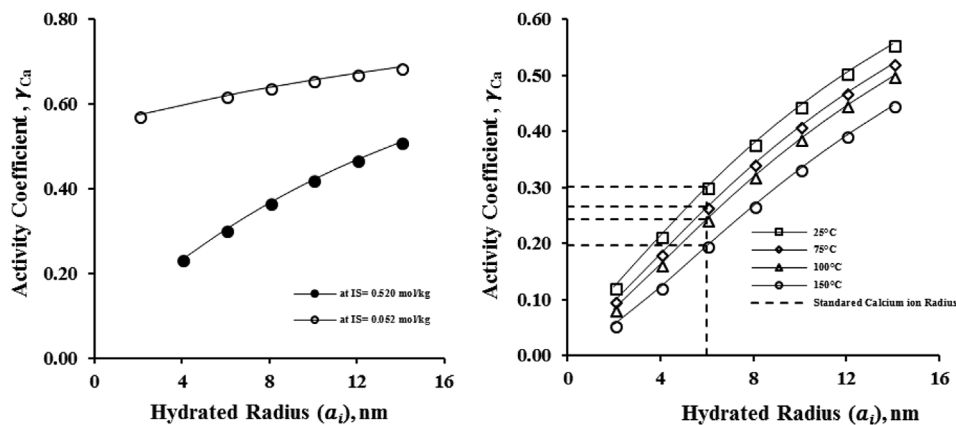 0.80
0.60
0.40
0.20
0.00
0
4
8
12
16
Activity Coefficient , γCa
Hydrated Radius (ai), nm
at IS= 0.520 mol/kg
at IS= 0.052 mol/kg
0.60
0.50
0.40
0.30
0.20
0.10
0.00
0
4
8
12
16
Activity Coefficient , γCa
Hydrated Radius (ai), nm
25°C
75°C
100°C
150°C
Standared Calcium ion Radius